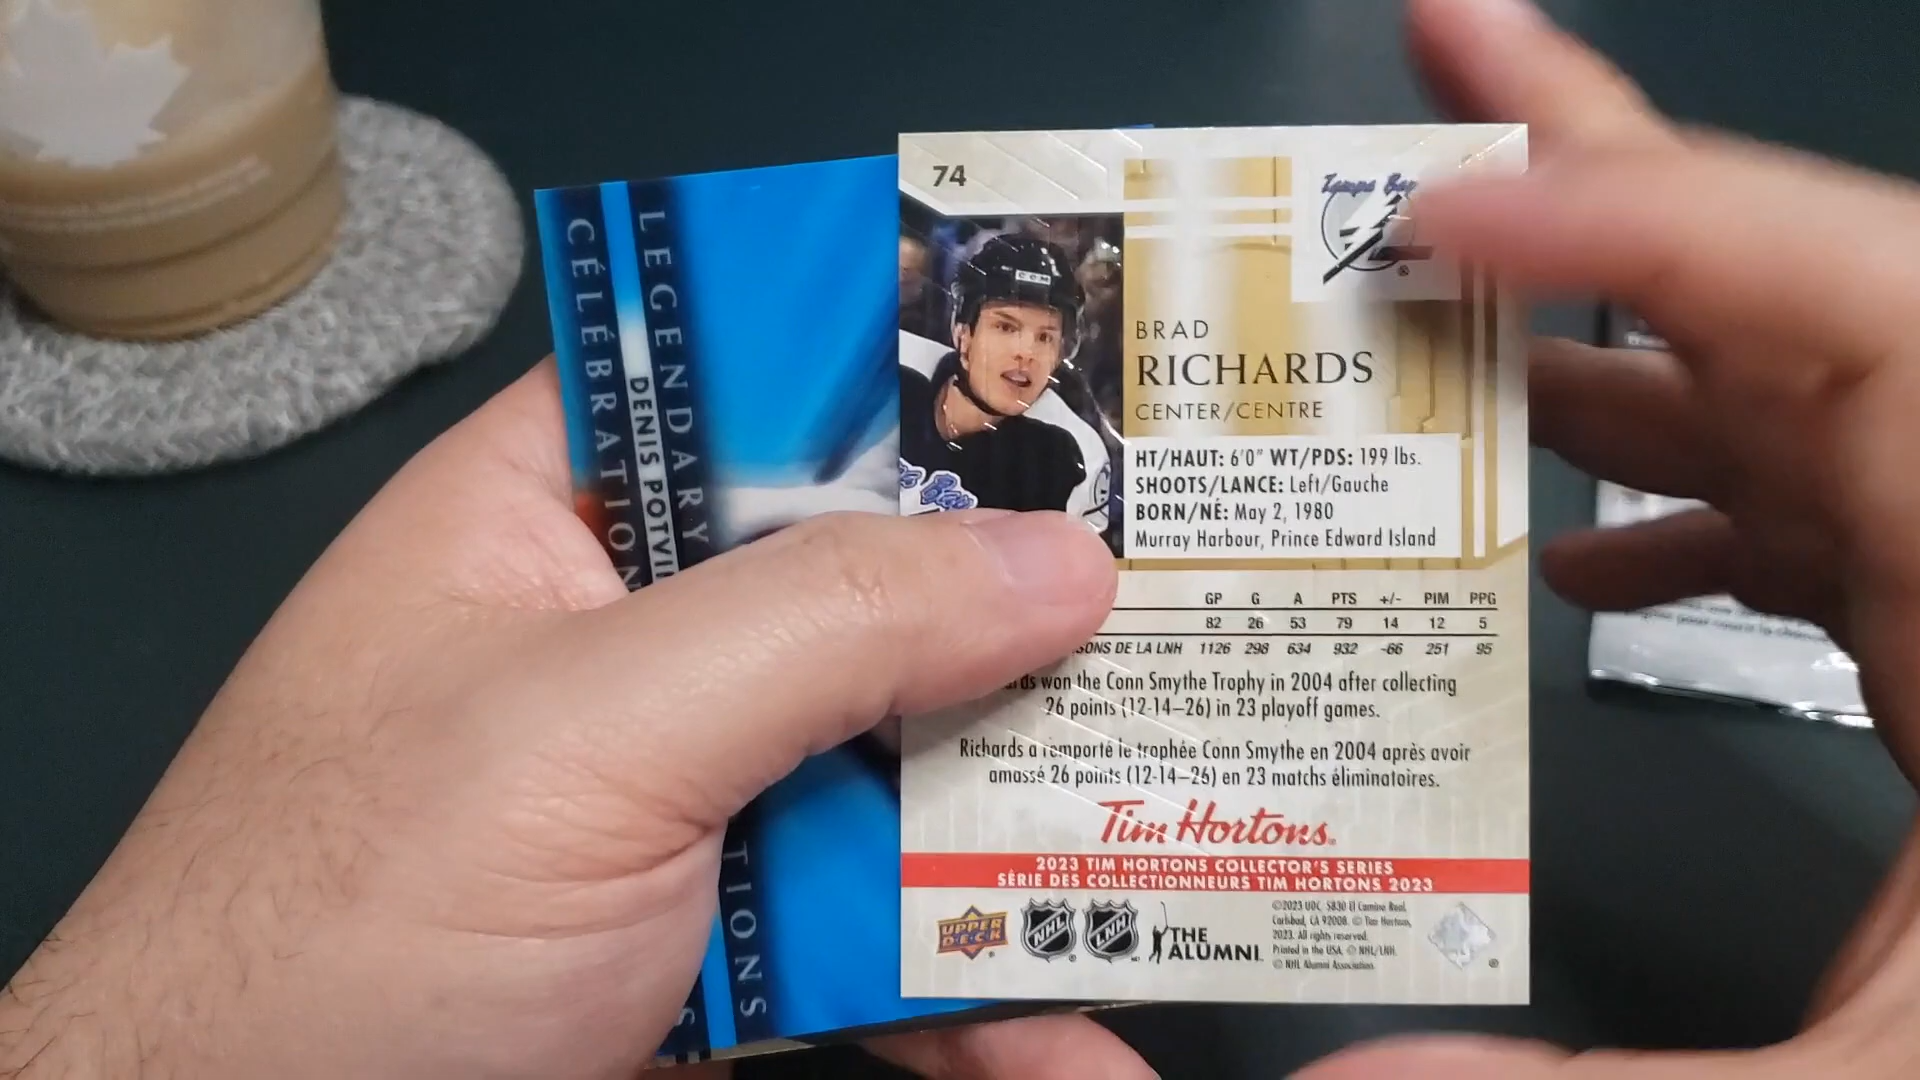 74
Tampa Bay
CCM
BRAD
RICHARDS
CENTER/CENTRE
HT/HAUT: 6'0" WT/PDS: 199 lbs.
SHOOTS/LANCE: Left/Gauche
BORN/NÉ: May 2, 1980
Murray Harbour, Prince Edward Island
GP G A PTS +/- PIM PPG
82 26 53 79 14 12 5
DE LA LNH 1126 298 634 932 -66 251 95
won the Conn Smythe Trophy in 2004 after collecting
26 points (12-14–26) in 23 playoff games.
Richards a remporté le trophée Conn Smythe en 2004 après avoir
amassé 26 points (12-14–26) en 23 matchs éliminatoires.
Tim Hortons.
2023 TIM HORTONS COLLECTOR'S SERIES
SÉRIE DES COLLECTIONNEURS TIM HORTONS 2023
UPPER
DECK
NHL
LNH
THE
ALUMNI
©2023 UDC, 5830 El Camino Real,
Carlsbad, CA 92008. © Tim Hortons,
2023. All rights reserved.
Printed in the USA. © NHL/LNH.
© NHL Alumni Association.
LEGENDARY
DENIS
CÉLÉBRATION
TIONS
S